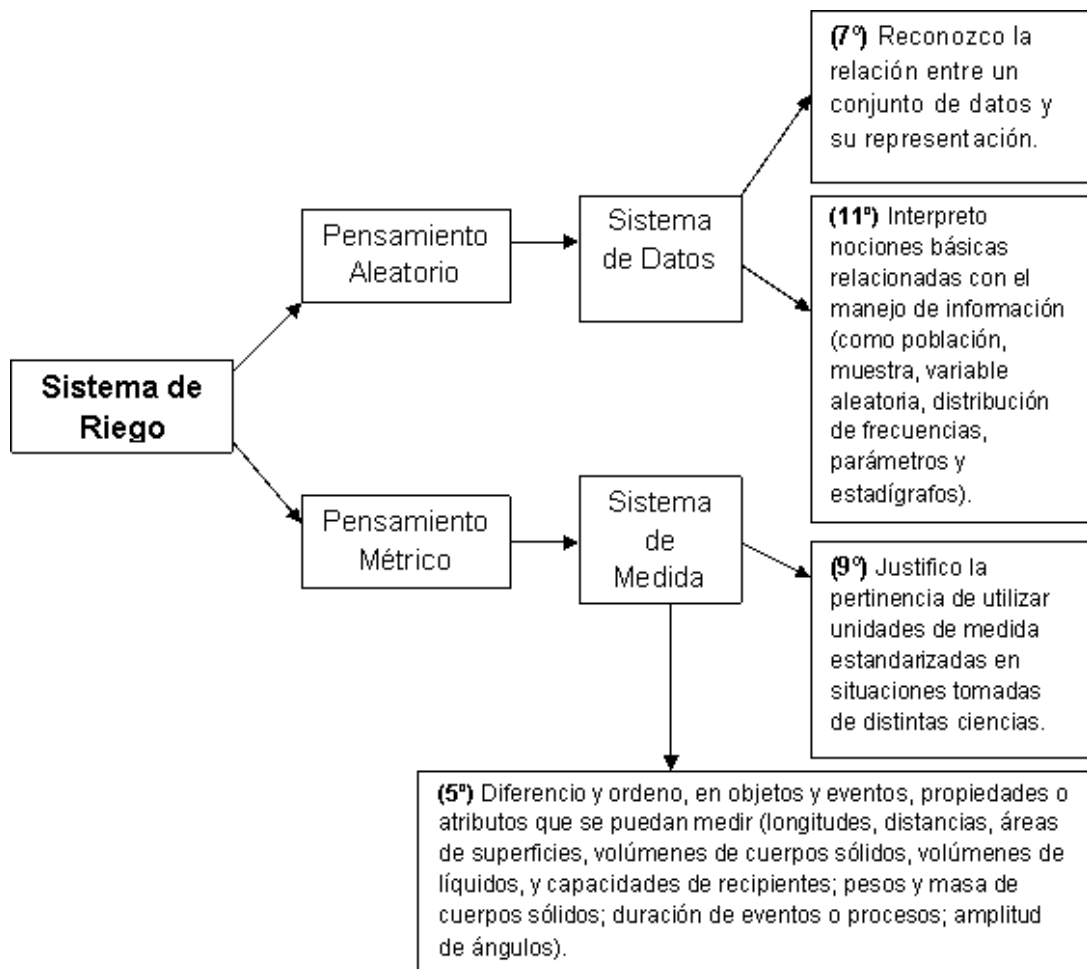 (7º) Reconozco la
relación entre un
conjunto de datos y
su representación.
Pensamiento
Aleatorio
Sistema
de Datos
(11º) Interpreto
nociones básicas
relacionadas con el
manejo de información
(como población,
muestra, variable
aleatoria, distribución
de frecuencias,
parámetros y
estadígrafos).
Sistema de
Riego
Pensamiento
Métrico
Sistema
de
Medida
(9º) Justifico la
pertinencia de utilizar
unidades de medida
estandarizadas en
situaciones tomadas
de distintas ciencias.
(5º) Diferencio y ordeno, en objetos y eventos, propiedades o
atributos que se puedan medir (longitudes, distancias, áreas
de superficies, volúmenes de cuerpos sólidos, volúmenes de
líquidos, y capacidades de recipientes; pesos y masa de
cuerpos sólidos; duración de eventos o procesos; amplitud
de ángulos).